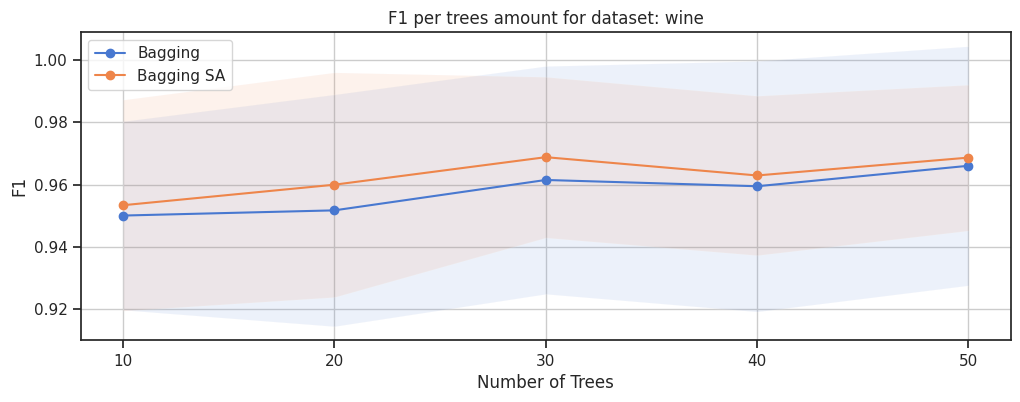 F1 per trees amount for dataset: wine
Bagging
Bagging SA
1.00
0.98
0.96
0.94
0.92
F1
10 20 30 40 50
Number of Trees